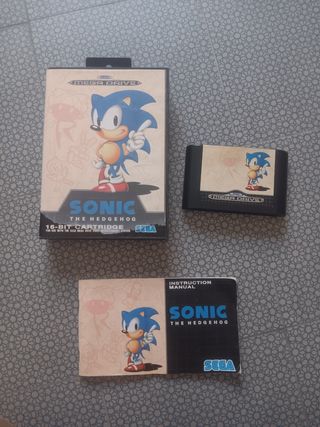 MEGA DRIVE
SONIC
THE HEDGEHOG
16-BIT CARTRIDGE
SEGA
MEGA DRIVE
INSTRUCTION
MANUAL
SONIC
THE HEDGEHOG
SEGA